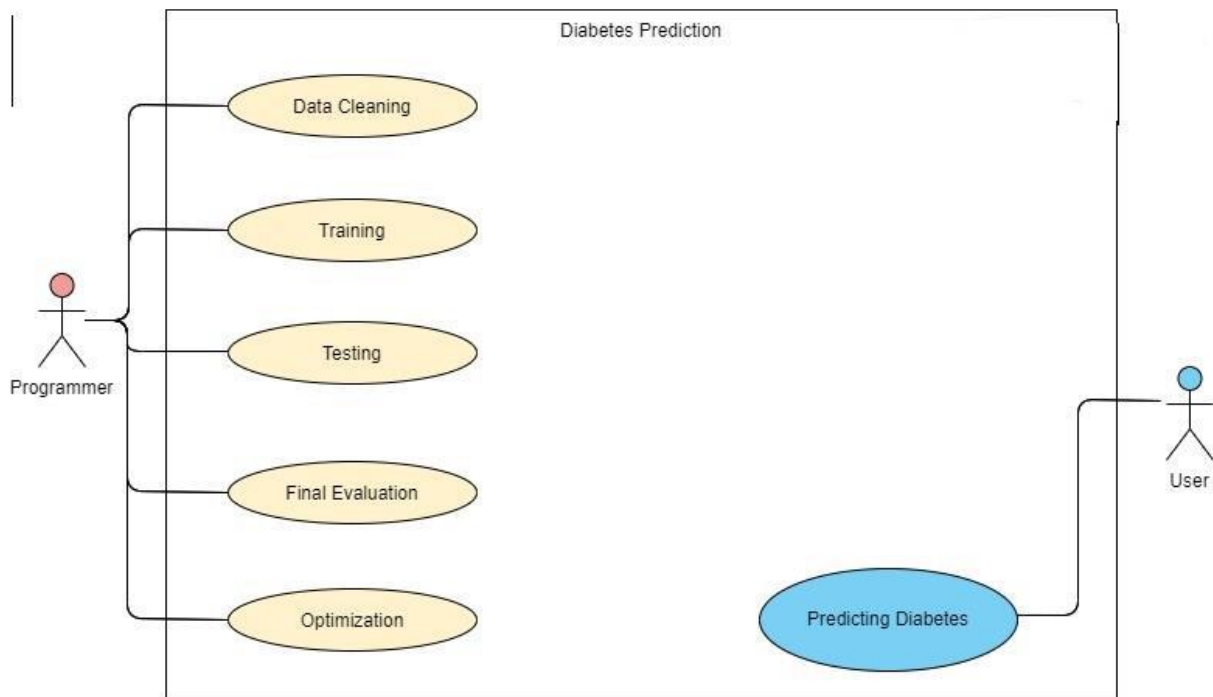 Diabetes Prediction
Data Cleaning
Training
Testing
Programmer
Final Evaluation
User
Optimization
Predicting Diabetes